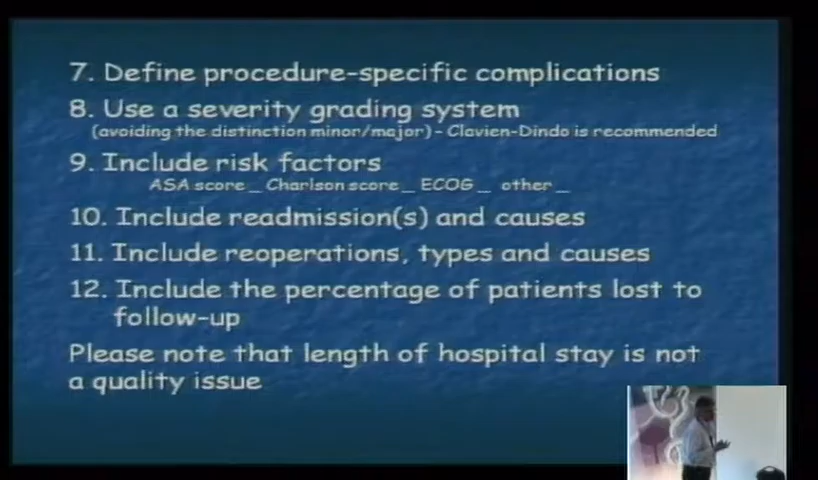 7. Define procedure-specific complications
8. Use a severity grading system
(avoiding the distinction minor/major) - Clavien-Dindo is recommended
9. Include risk factors
ASA score _ Charlson score _ ECOG _ other _
10. Include readmission(s) and causes
11. Include reoperations, types and causes
12. Include the percentage of patients lost to
follow-up
Please note that length of hospital stay is not
a quality issue